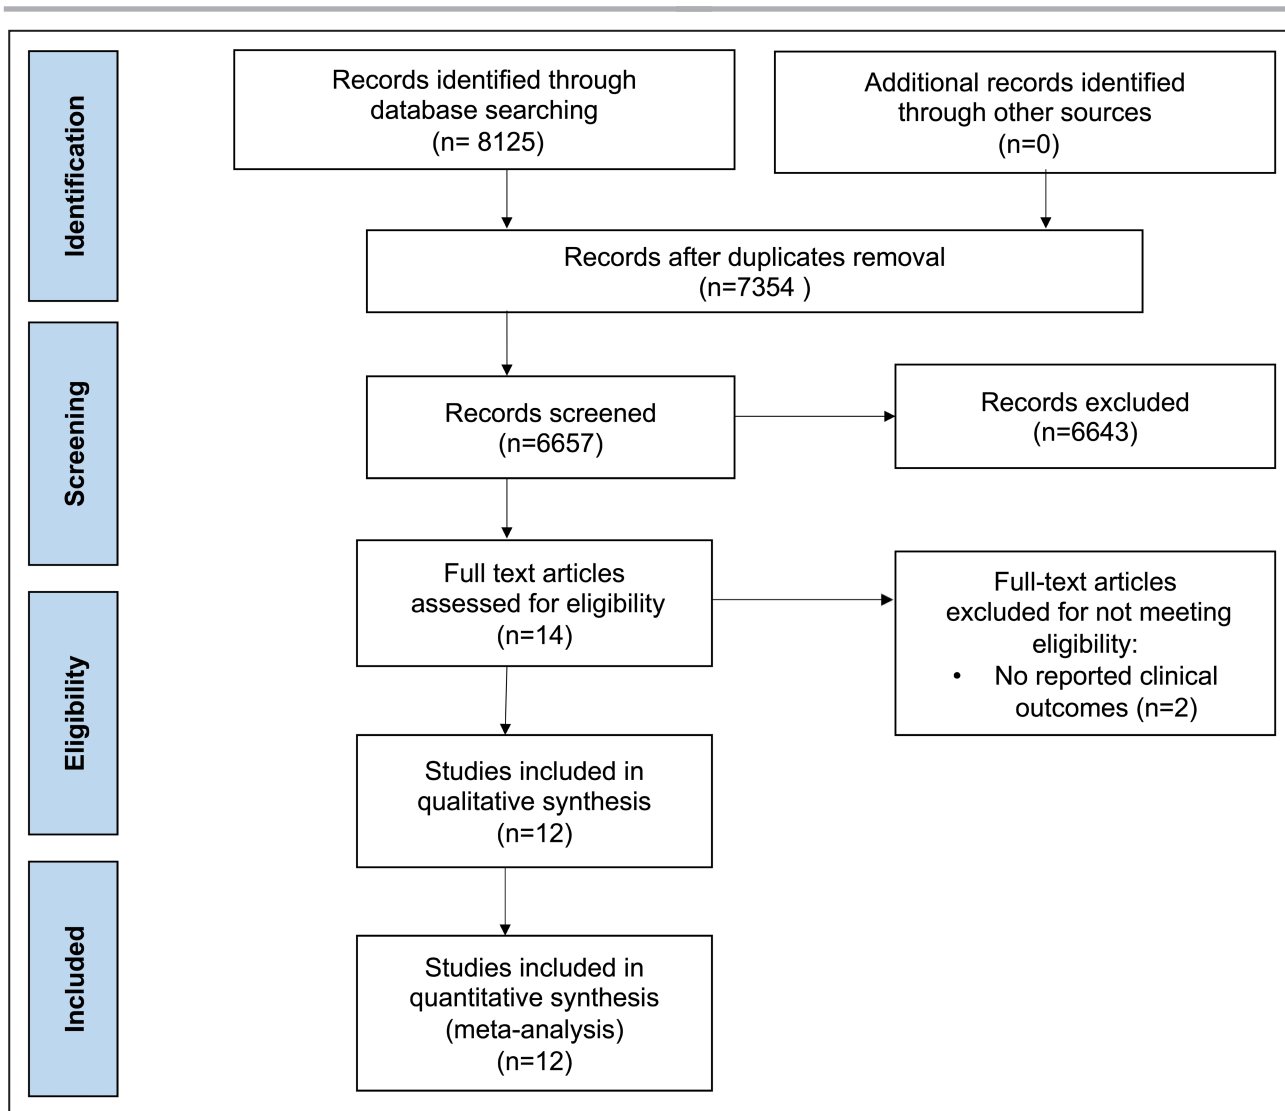 Identification
Records identified through
database searching
(n= 8125)
Additional records identified
through other sources
(n=0)
Records after duplicates removal
(n=7354 )
Screening
Records screened
(n=6657)
Records excluded
(n=6643)
Full text articles
assessed for eligibility
(n=14)
Full-text articles
excluded for not meeting
eligibility:
• No reported clinical
outcomes (n=2)
Eligibility
Studies included in
qualitative synthesis
(n=12)
Included
Studies included in
quantitative synthesis
(meta-analysis)
(n=12)